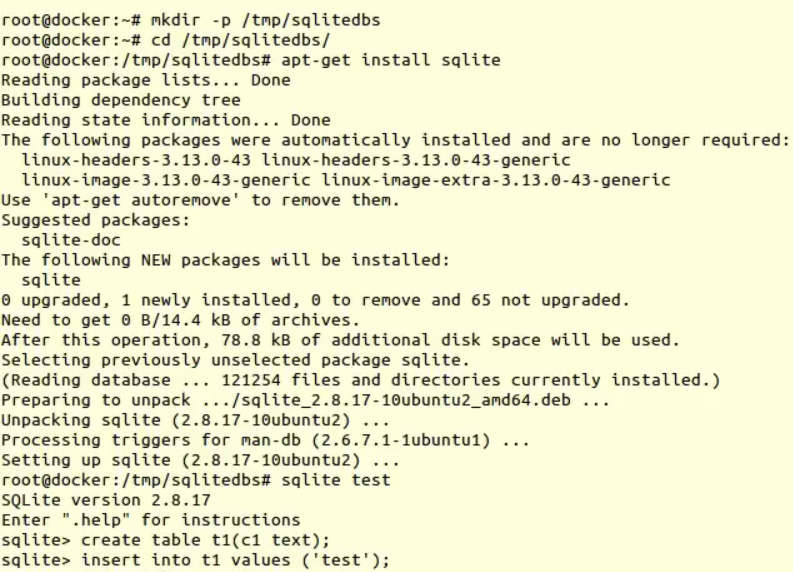 root@docker:~# mkdir -p /tmp/sqlitedbs
root@docker:~# cd /tmp/sqlitedbs/
root@docker:/tmp/sqlitedbs# apt-get install sqlite
Reading package lists... Done
Building dependency tree
Reading state information... Done
The following packages were automatically installed and are no longer required:
  linux-headers-3.13.0-43 linux-headers-3.13.0-43-generic
  linux-image-3.13.0-43-generic linux-image-extra-3.13.0-43-generic
Use 'apt-get autoremove' to remove them.
Suggested packages:
  sqlite-doc
The following NEW packages will be installed:
  sqlite
0 upgraded, 1 newly installed, 0 to remove and 65 not upgraded.
Need to get 0 B/14.4 kB of archives.
After this operation, 78.8 kB of additional disk space will be used.
Selecting previously unselected package sqlite.
(Reading database ... 121254 files and directories currently installed.)
Preparing to unpack .../sqlite_2.8.17-10ubuntu2_amd64.deb ...
Unpacking sqlite (2.8.17-10ubuntu2) ...
Processing triggers for man-db (2.6.7.1-1ubuntu1) ...
Setting up sqlite (2.8.17-10ubuntu2) ...
root@docker:/tmp/sqlitedbs# sqlite test
SQLite version 2.8.17
Enter ".help" for instructions
sqlite> create table t1(c1 text);
sqlite> insert into t1 values ('test');